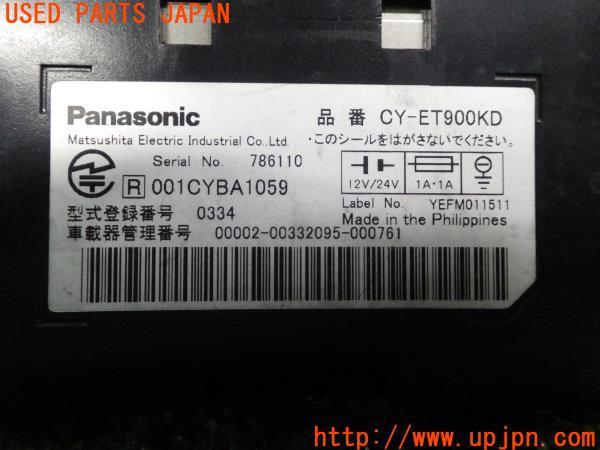 USED PARTS JAPAN
Panasonic 品番 CY-ET900KD
Matsushita Electric Industrial Co.,Ltd. ・このシールをはがさないでください。
Serial No. 786110
R 001CYBA1059 12V/24V 1A・1A
型式登録番号 0334 Label No. YEFM011511
車載器管理番号 00002-00332095-000761 Made in the Philippines
UPJ
http://www.upjpn.com